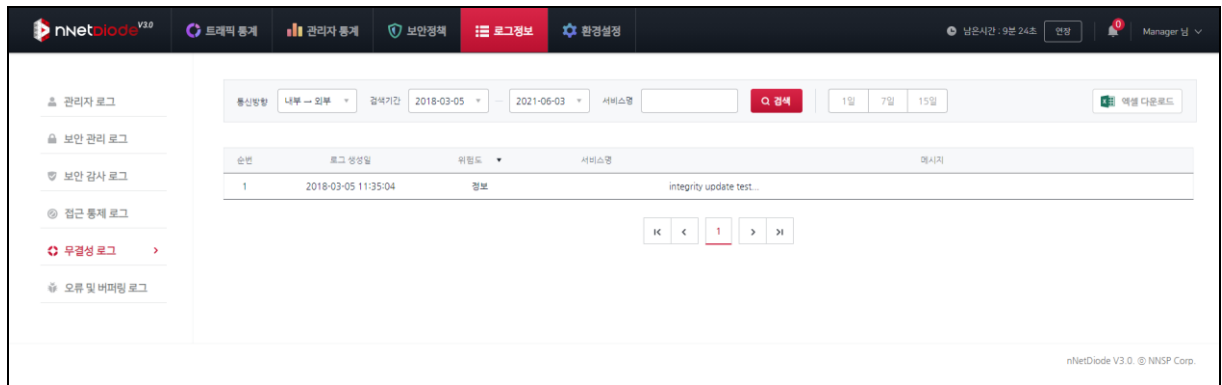 nNetDiode V3.0 트래픽 통계 관리자 통계 보안정책 로그정보 환경설정 남은시간 : 9분 24초 연장 0 Manager 님
관리자 로그
보안 관리 로그
보안 감사 로그
접근 통제 로그
무결성 로그
오류 및 버퍼링 로그
통신방향 내부 → 외부 검색기간 2018-03-05 ~ 2021-06-03 서비스명 검색 1일 7일 15일 엑셀 다운로드
순번 로그 생성일 위험도 ▼ 서비스명 메시지
1 2018-03-05 11:35:04 정보 integrity update test...
1
nNetDiode V3.0. ⓒ NNSP Corp.